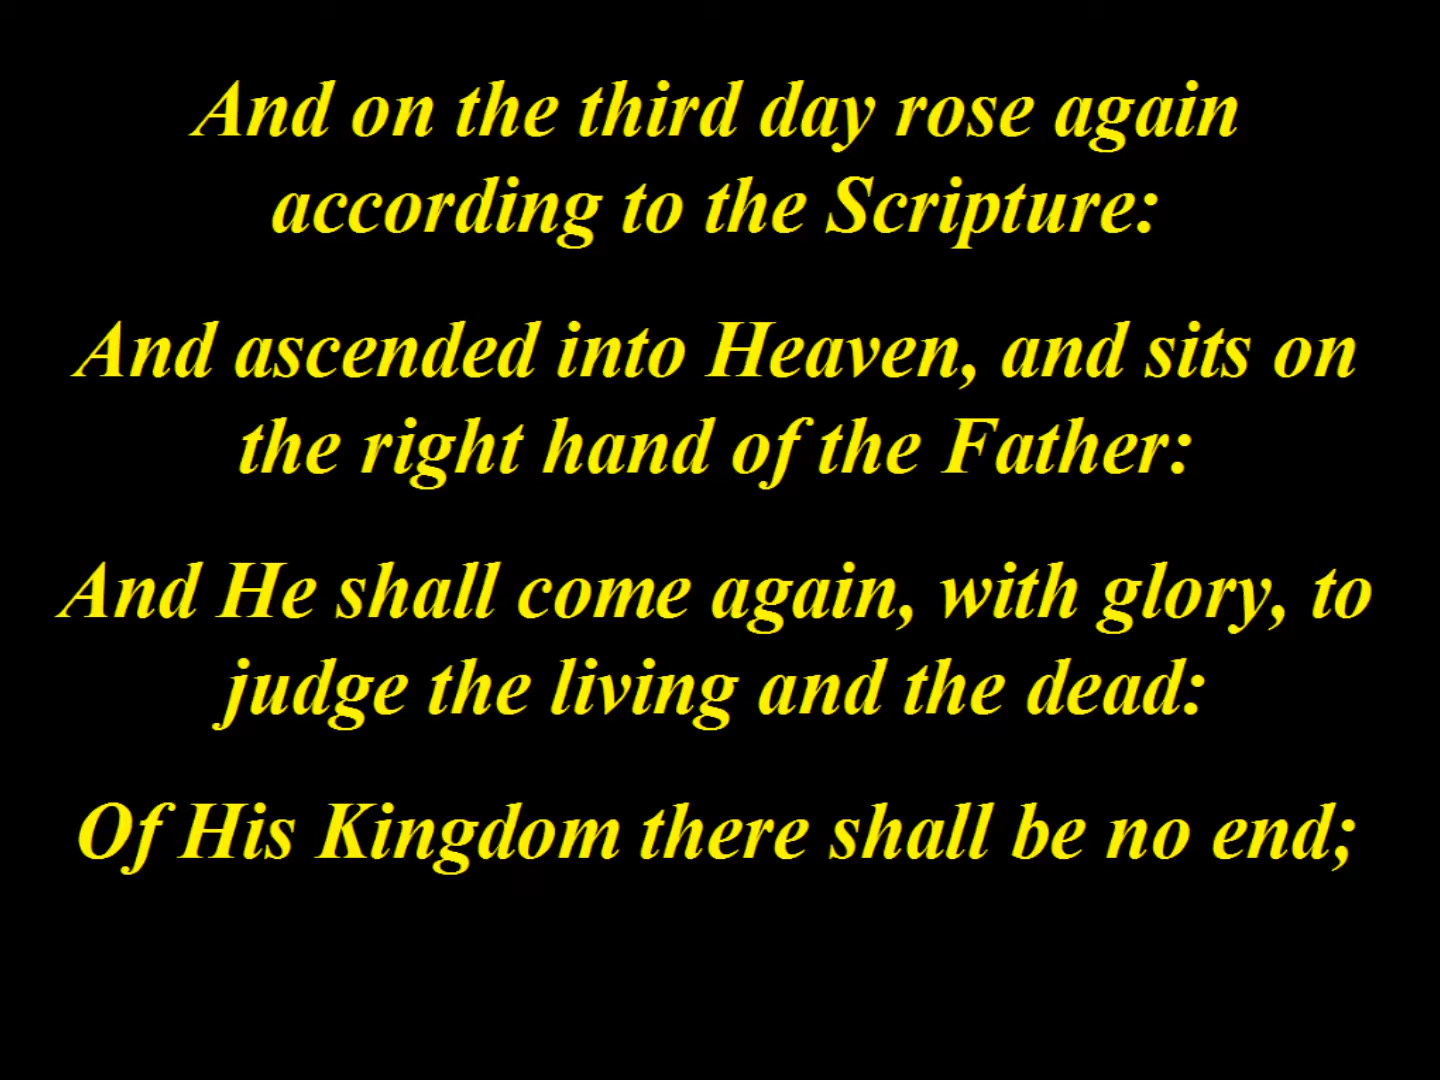 And on the third day rose again
according to the Scripture:
And ascended into Heaven, and sits on
the right hand of the Father:
And He shall come again, with glory, to
judge the living and the dead:
Of His Kingdom there shall be no end;